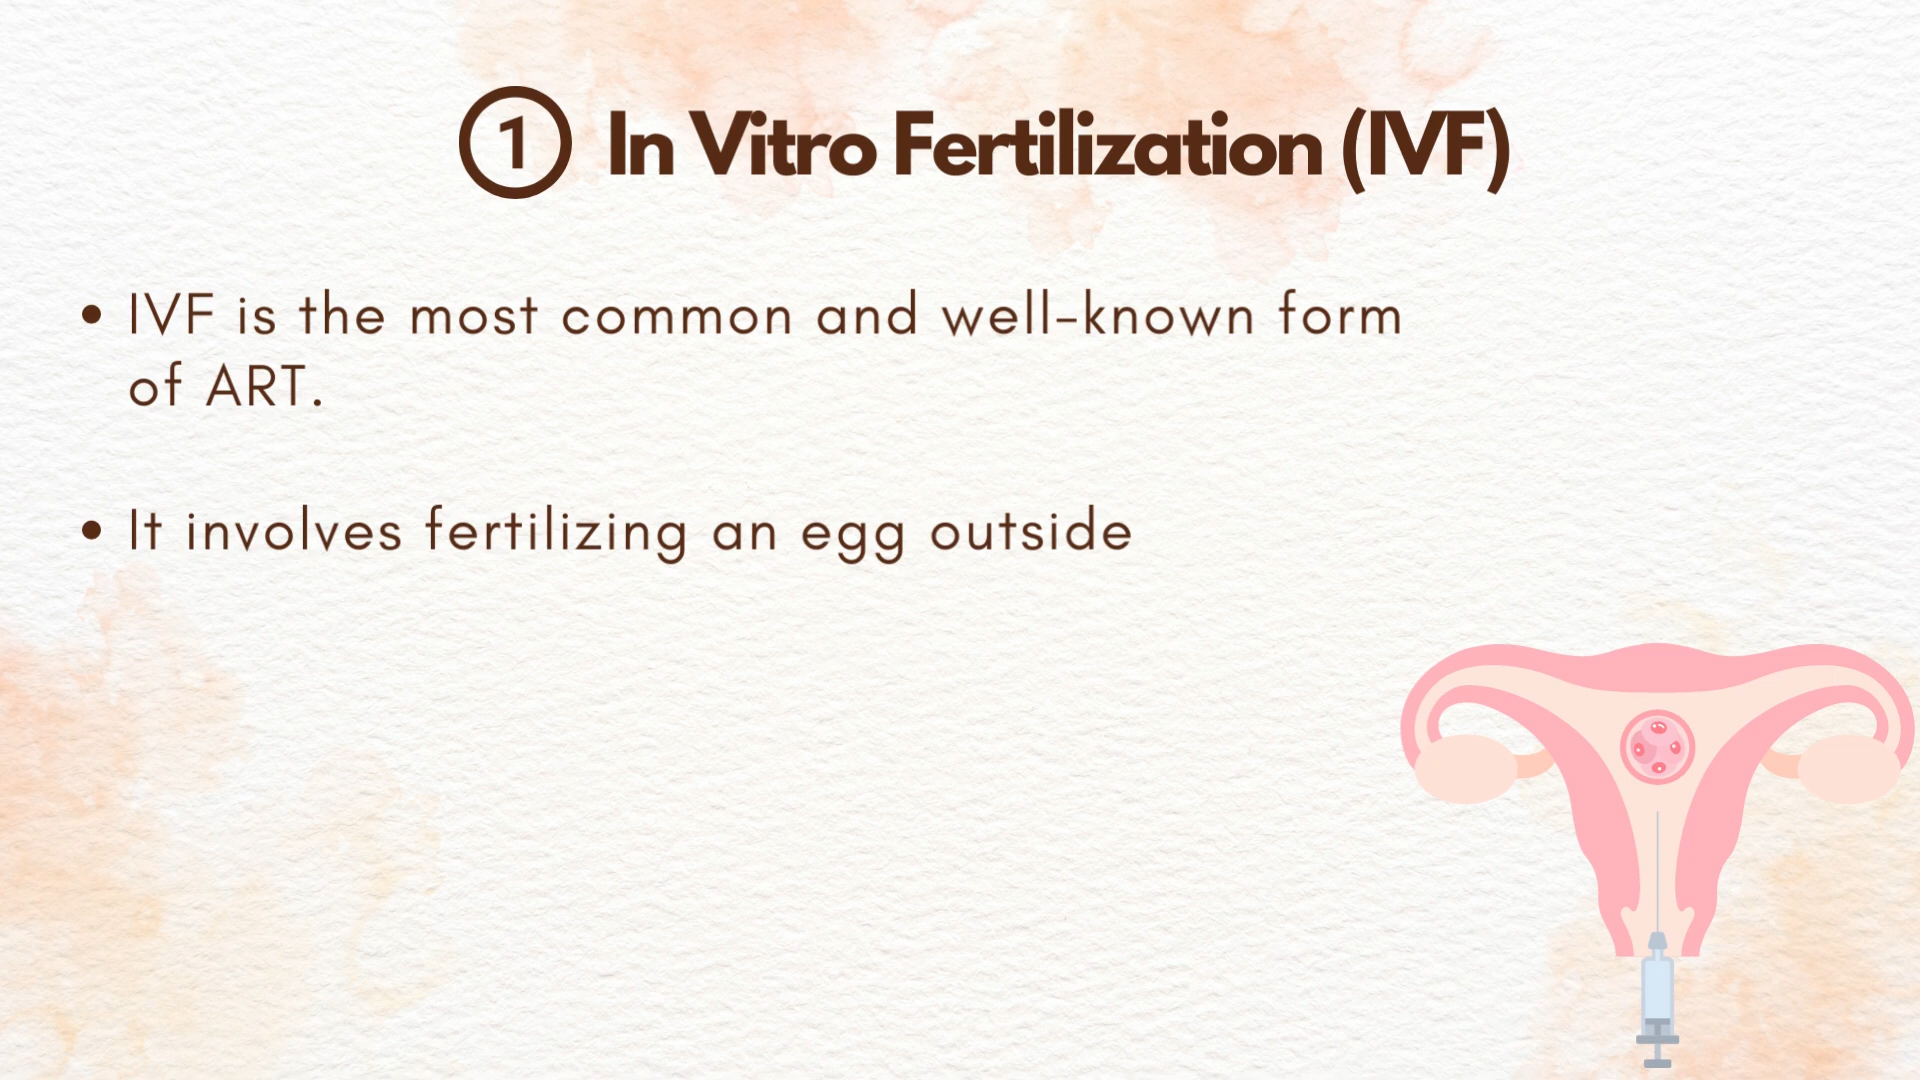 1 In Vitro Fertilization (IVF)
• IVF is the most common and well-known form
of ART.
• It involves fertilizing an egg outside